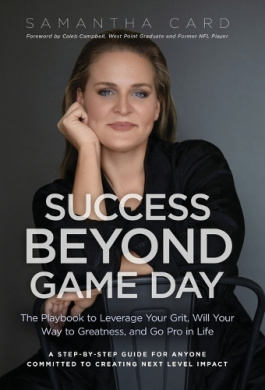 SAMANTHA CARD
Foreword by Caleb Campbell, West Point Graduate and Former NFL Player
SUCCESS
BEYOND
GAME DAY
The Playbook to Leverage Your Grit, Will Your
Way to Greatness, and Go Pro in Life
A STEP-BY-STEP GUIDE FOR ANYONE
COMMITTED TO CREATING NEXT LEVEL IMPACT